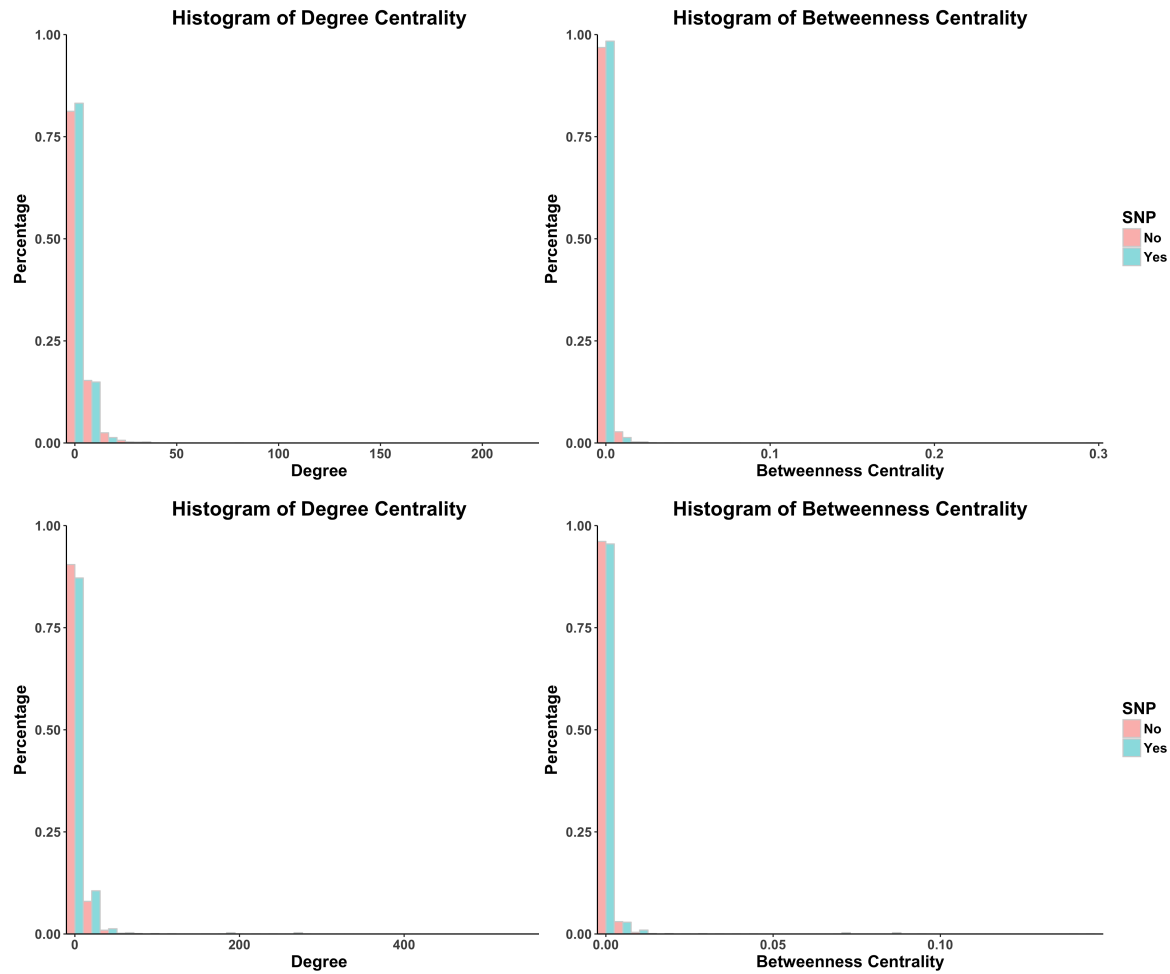 Histogram of Degree Centrality
1.00
0.75
0.50
0.25
0.00
Percentage
0
50
100
150
200
Degree
Histogram of Betweenness Centrality
1.00
0.75
0.50
0.25
0.00
Percentage
0.0
0.1
0.2
0.3
Betweenness Centrality
SNP
No
Yes
Histogram of Degree Centrality
1.00
0.75
0.50
0.25
0.00
Percentage
0
200
400
Degree
Histogram of Betweenness Centrality
1.00
0.75
0.50
0.25
0.00
Percentage
0.00
0.05
0.10
Betweenness Centrality
SNP
No
Yes